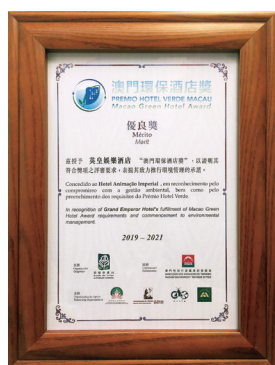 澳門環保酒店獎
PREMIO HOTEL VERDE MACAU
Macao Green Hotel Award
優良獎
Mérito
Merit
茲授予 英皇娛樂酒店 “澳門環保酒店獎”，以證明其
符合獎項之評審要求，表揚其致力推行環境管理的承諾。
Concedido ao Hotel Animação Imperial, em reconhecimento pelo
compromisso com a gestão ambiental, bem como pelo
preenchimento dos requisitos do Prémio Hotel Verde.
In recognition of Grand Emperor Hotel's fulfillment of Macao Green
Hotel Award requirements and commencement to environmental
management.
2019 – 2021